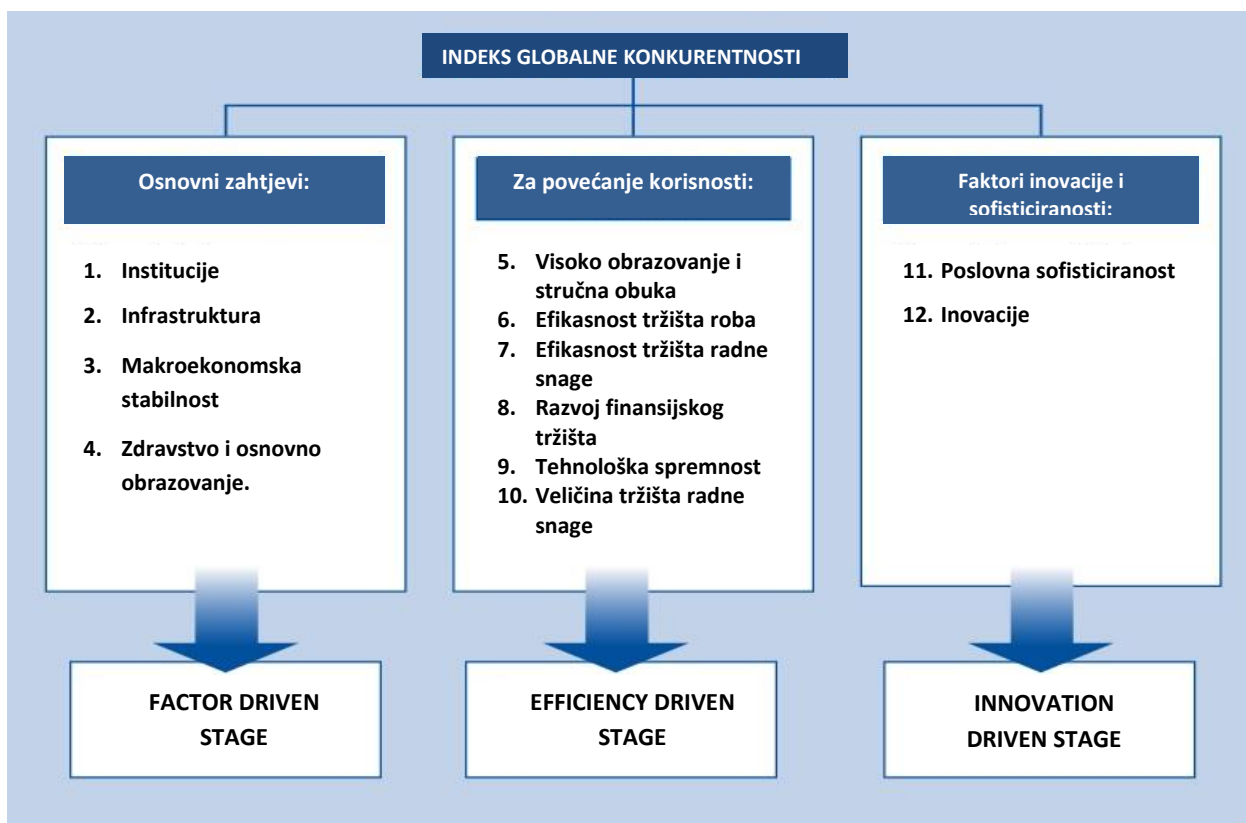 INDEKS GLOBALNE KONKURENTNOSTI
Osnovni zahtjevi:
1. Institucije
2. Infrastruktura
3. Makroekonomska
stabilnost
4. Zdravstvo i osnovno
obrazovanje.
FACTOR DRIVEN
STAGE
Za povećanje korisnosti:
5. Visoko obrazovanje i
stručna obuka
6. Efikasnost tržišta roba
7. Efikasnost tržišta radne
snage
8. Razvoj finansijskog
tržišta
9. Tehnološka spremnost
10. Veličina tržišta radne
snage
EFFICIENCY DRIVEN
STAGE
Faktori inovacije i
sofisticiranosti:
11. Poslovna sofisticiranost
12. Inovacije
INNOVATION
DRIVEN STAGE